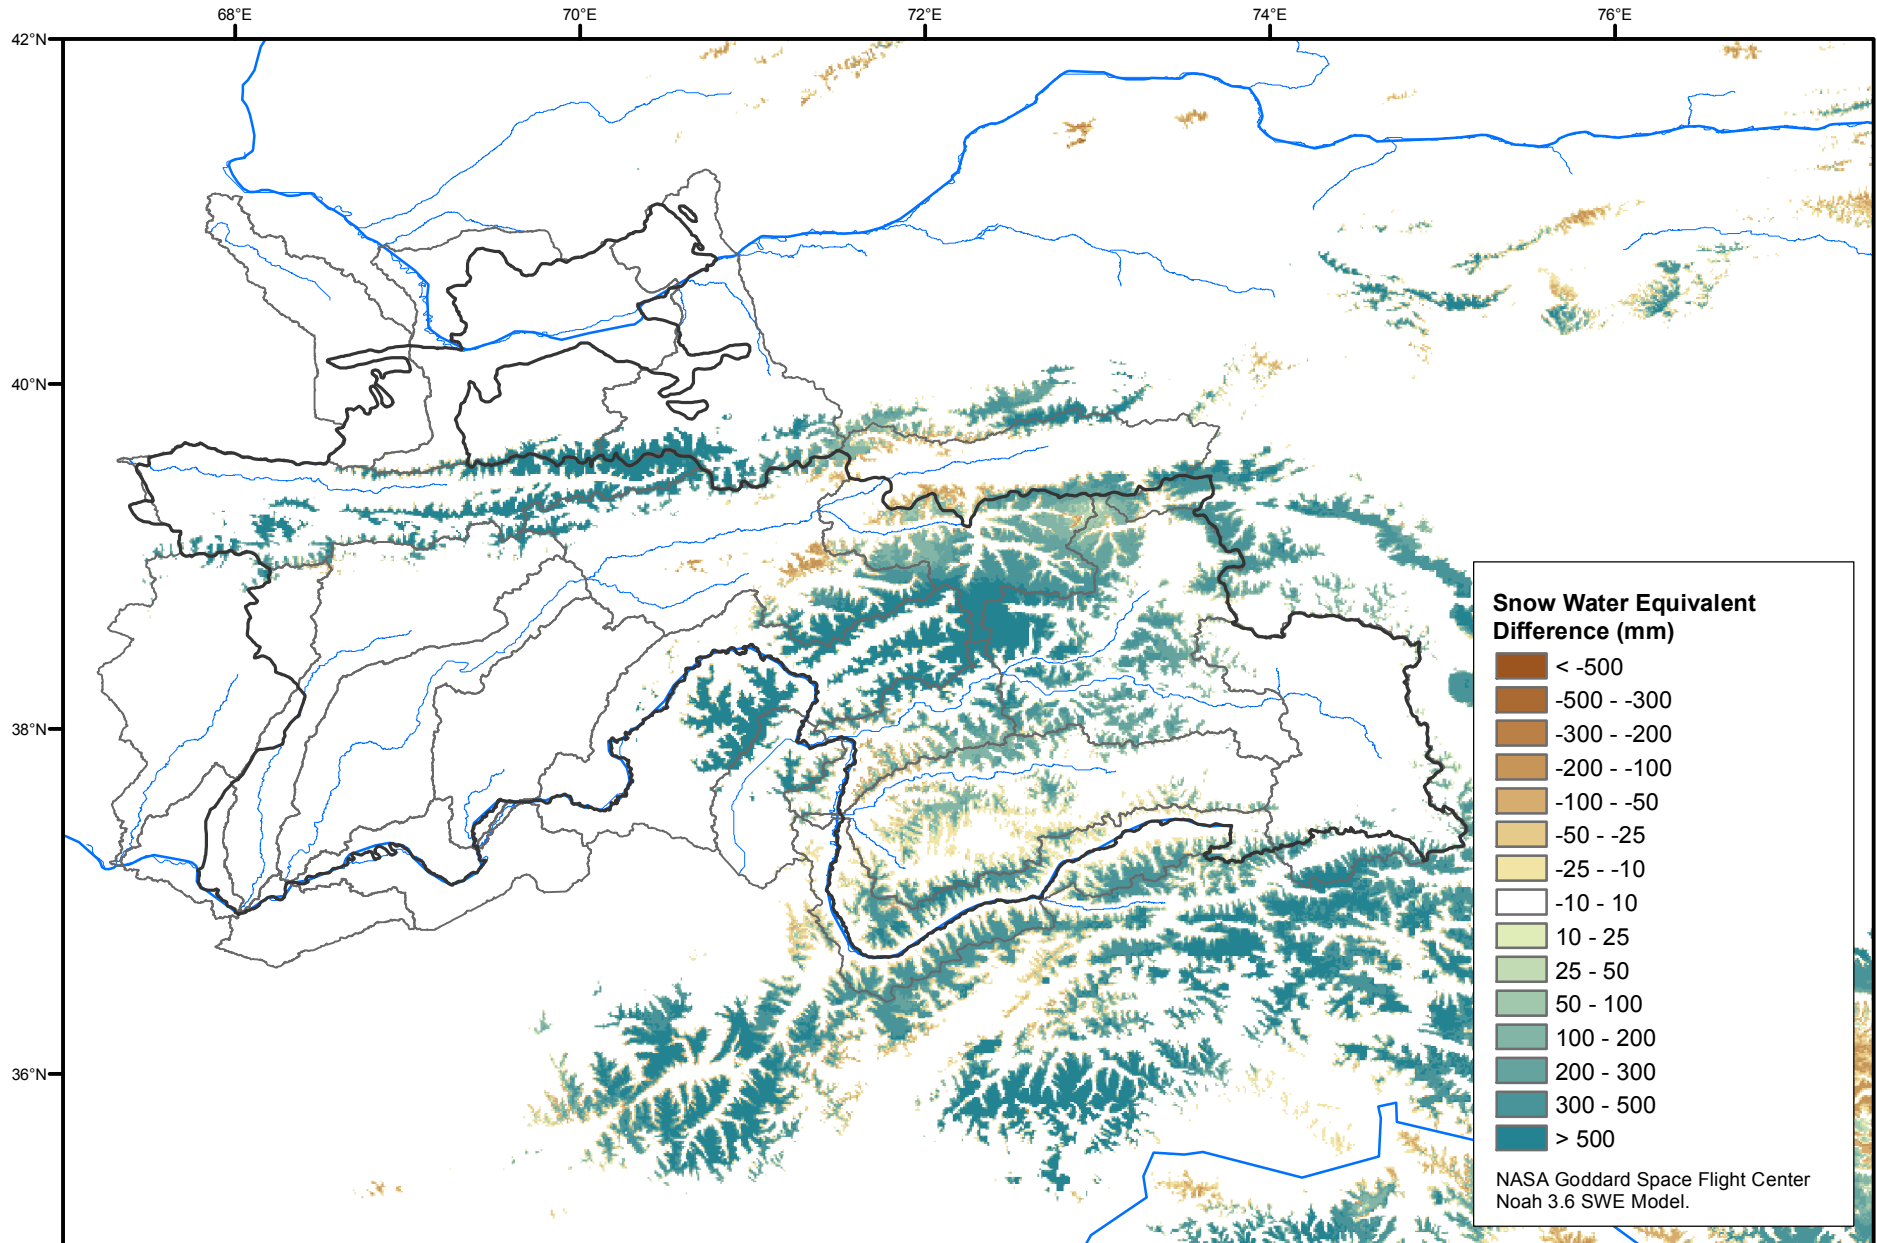 68°E 70°E 72°E 74°E 76°E
42°N
40°N
38°N
36°N
Snow Water Equivalent
Difference (mm)
< -500
-500 - -300
-300 - -200
-200 - -100
-100 - -50
-50 - -25
-25 - -10
-10 - 10
10 - 25
25 - 50
50 - 100
100 - 200
200 - 300
300 - 500
> 500
NASA Goddard Space Flight Center
Noah 3.6 SWE Model.